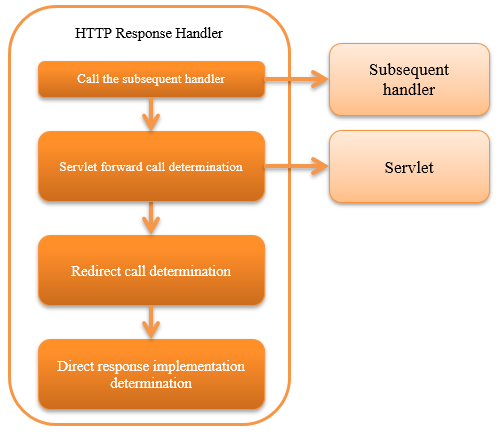 HTTP Response Handler
Call the subsequent handler
Subsequent
handler
Servlet forward call determination
Servlet
Redirect call determination
Direct response implementation
determination